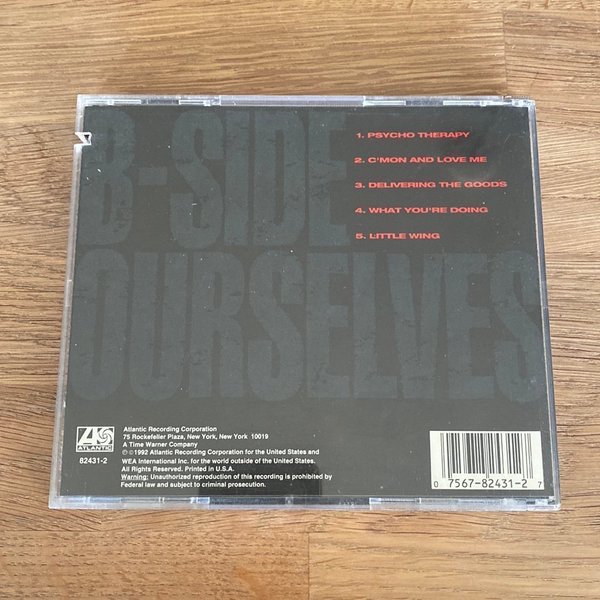 B-SIDE
OURSELVES
1. PSYCHO THERAPY
2. C'MON AND LOVE ME
3. DELIVERING THE GOODS
4. WHAT YOU'RE DOING
5. LITTLE WING
ATLANTIC
82431-2
Atlantic Recording Corporation
75 Rockefeller Plaza, New York, New York 10019
A Time Warner Company
℗ © 1992 Atlantic Recording Corporation for the United States and
WEA International Inc. for the world outside of the United States.
All Rights Reserved. Printed in U.S.A.
Warning: Unauthorized reproduction of this recording is prohibited by
Federal law and subject to criminal prosecution.
0 7567-82431-2 7